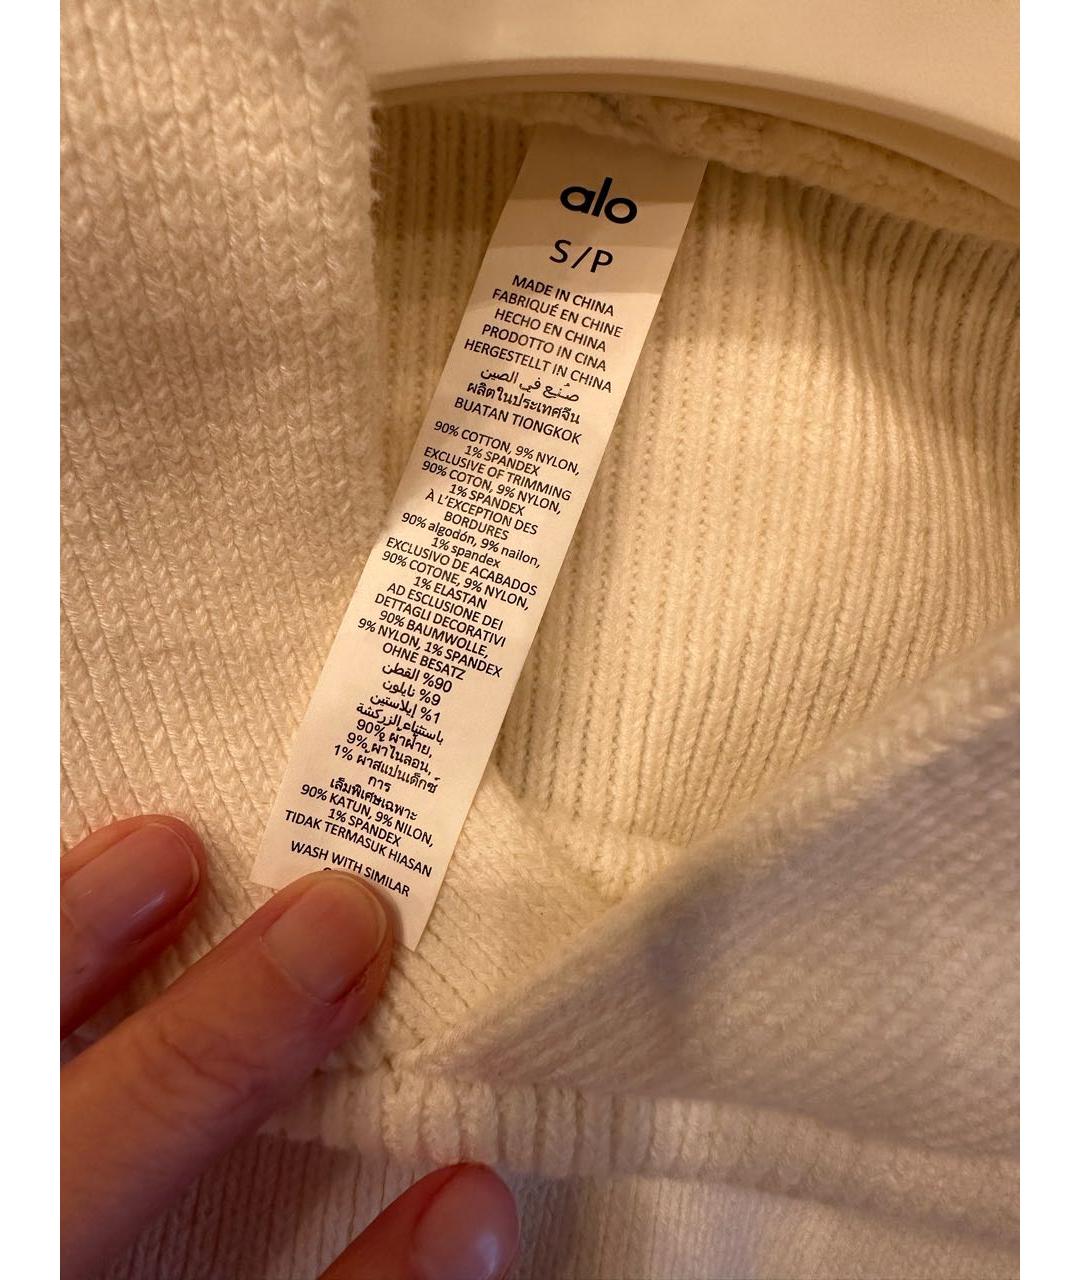 alo
S/P
MADE IN CHINA
FABRIQUÉ EN CHINE
HECHO EN CHINA
PRODOTTO IN CINA
HERGESTELLT IN CHINA
صُنع في الصين
ผลิตในประเทศจีน
BUATAN TIONGKOK
90% COTTON, 9% NYLON,
1% SPANDEX
EXCLUSIVE OF TRIMMING
90% COTON, 9% NYLON,
1% SPANDEX
À L'EXCEPTION DES
BORDURES
90% algodón, 9% nailon,
1% spandex
EXCLUSIVO DE ACABADOS
90% COTONE, 9% NYLON,
1% ELASTAN
AD ESCLUSIONE DEI
DETTAGLI DECORATIVI
90% BAUMWOLLE,
9% NYLON, 1% SPANDEX
OHNE BESATZ
90% القطن
9% نايلون
1% إيلاستين
باستثناء الزركشة
90% ผ้าฝ้าย,
9% ผ้าไนลอน,
1% ผ้าสแปนเด็กซ์
การ
เล็มพิเศษเฉพาะ
90% KATUN, 9% NILON,
1% SPANDEX
TIDAK TERMASUK HIASAN
WASH WITH SIMILAR